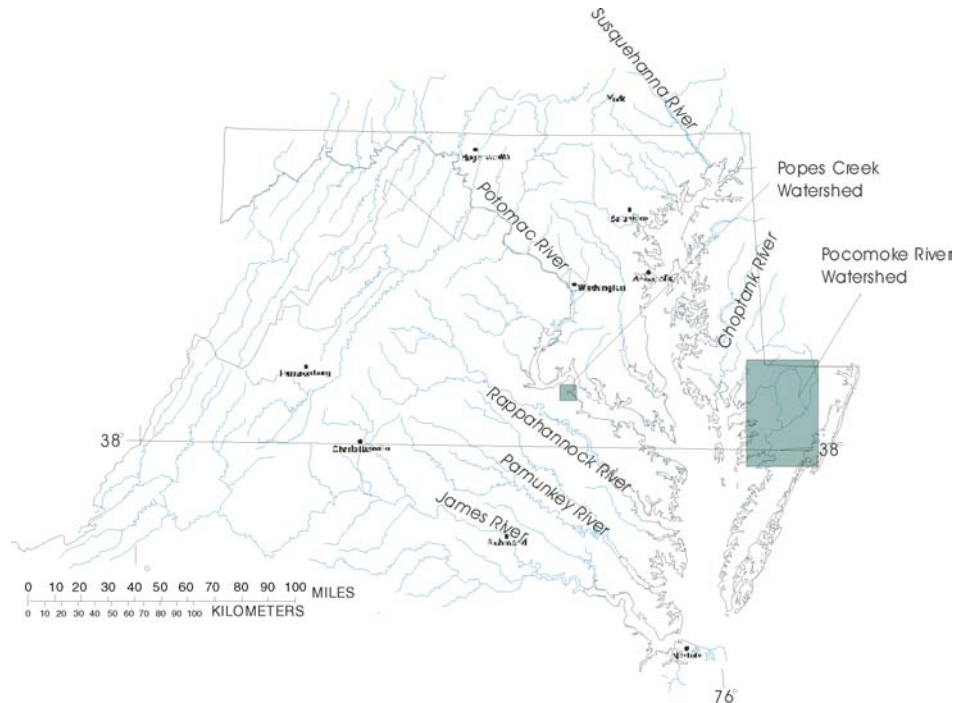 Susquehanna River
York
Popes Creek
Watershed
Potomac River
Pocomoke River
Watershed
Choptank River
Washington
Rappahannock River
38°
38°
Pamunkey River
James River
0 10 20 30 40 50 60 70 80 90 100 MILES
0 10 20 30 40 50 60 70 80 90 100 KILOMETERS
76°